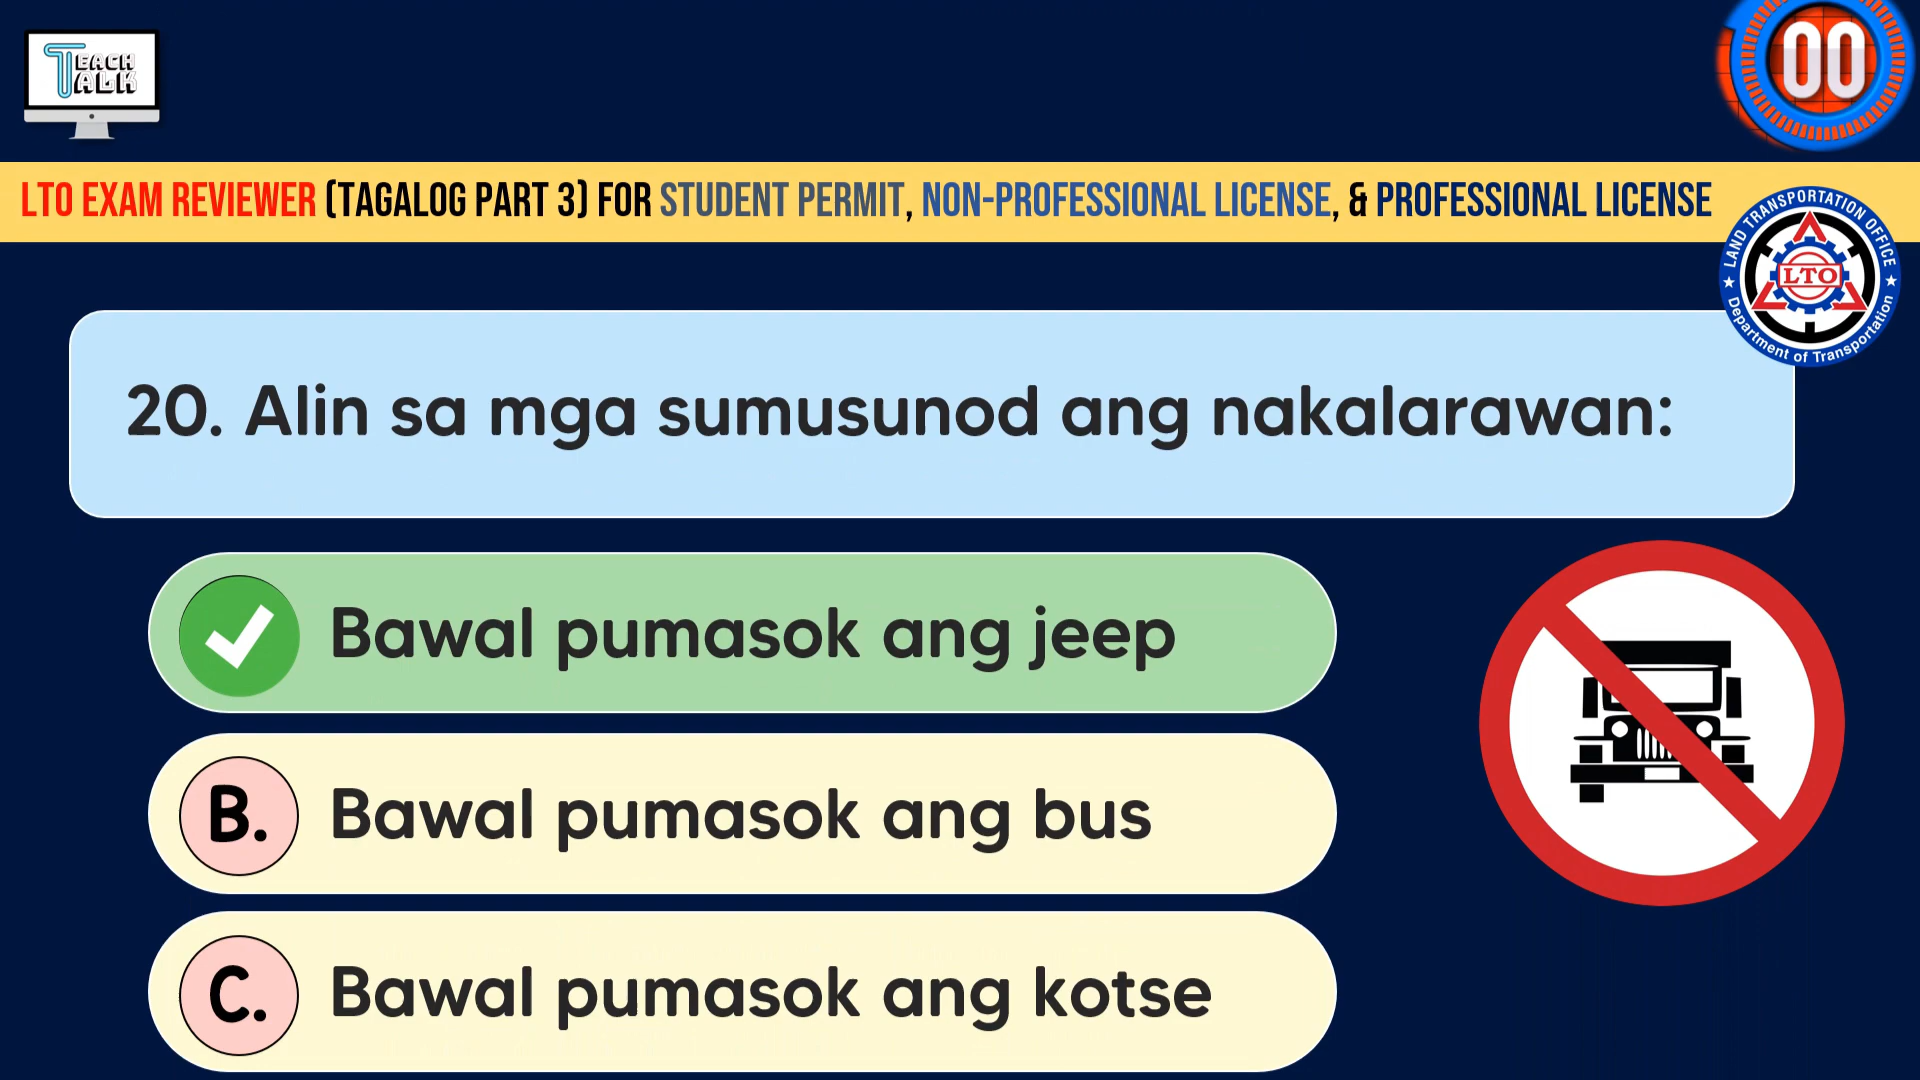 TEACH
TALK
00
LTO EXAM REVIEWER (TAGALOG PART 3) FOR STUDENT PERMIT, NON-PROFESSIONAL LICENSE, & PROFESSIONAL LICENSE
LAND TRANSPORTATION OFFICE
LTO
Department of Transportation
20. Alin sa mga sumusunod ang nakalarawan:
Bawal pumasok ang jeep
B. Bawal pumasok ang bus
C. Bawal pumasok ang kotse